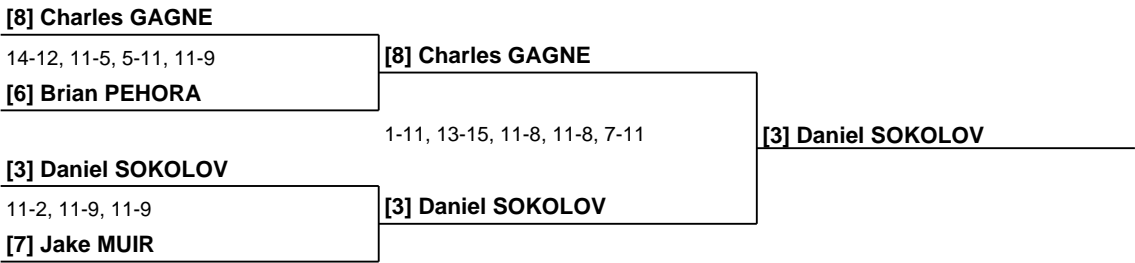 [8] Charles GAGNE
14-12, 11-5, 5-11, 11-9
[8] Charles GAGNE
[6] Brian PEHORA
1-11, 13-15, 11-8, 11-8, 7-11
[3] Daniel SOKOLOV
[3] Daniel SOKOLOV
11-2, 11-9, 11-9
[3] Daniel SOKOLOV
[7] Jake MUIR